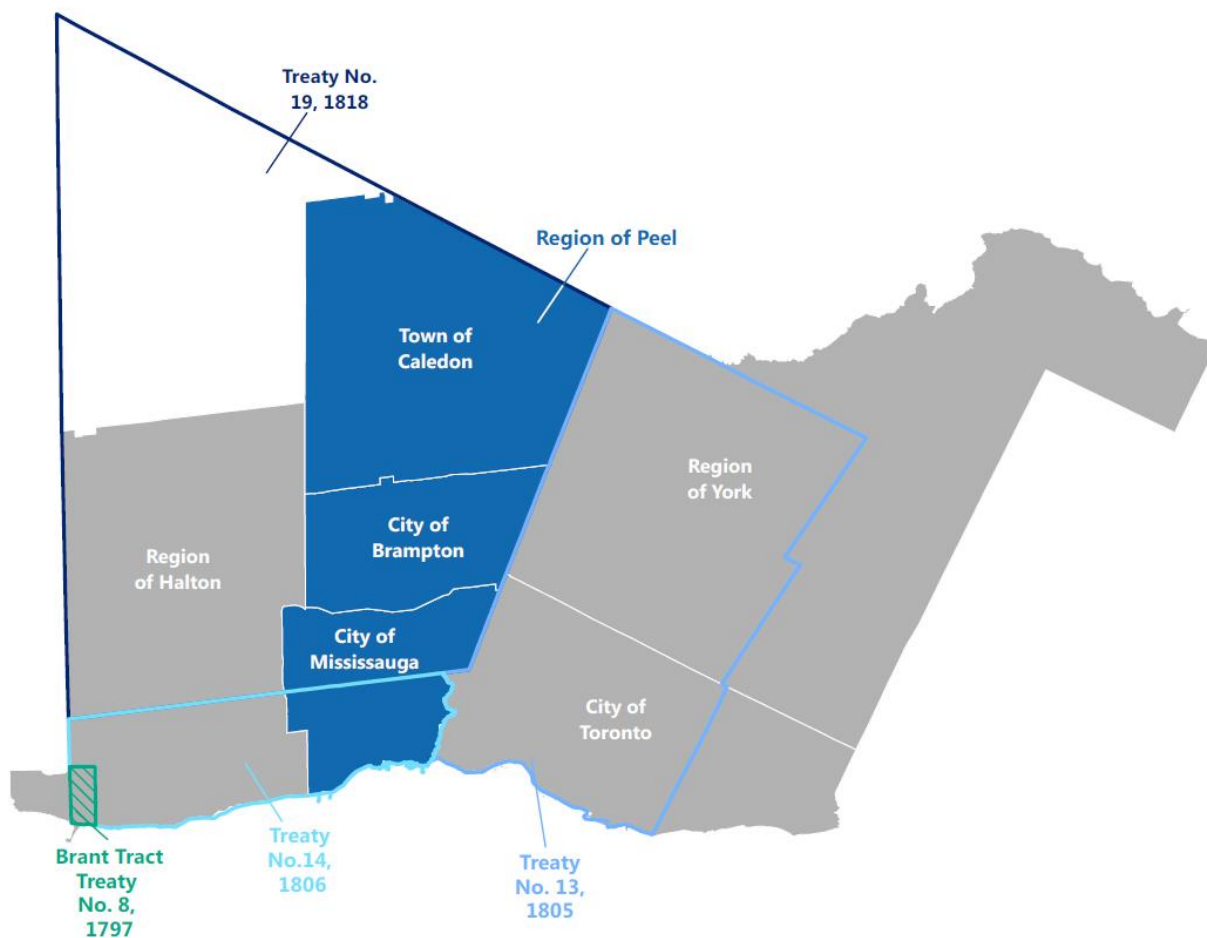 Treaty No.
19, 1818
Region of Peel
Town of
Caledon
Region
of York
City of
Brampton
Region
of Halton
City of
Mississauga
City of
Toronto
Treaty
No.14,
1806
Brant Tract
Treaty
No. 8,
1797
Treaty
No. 13,
1805